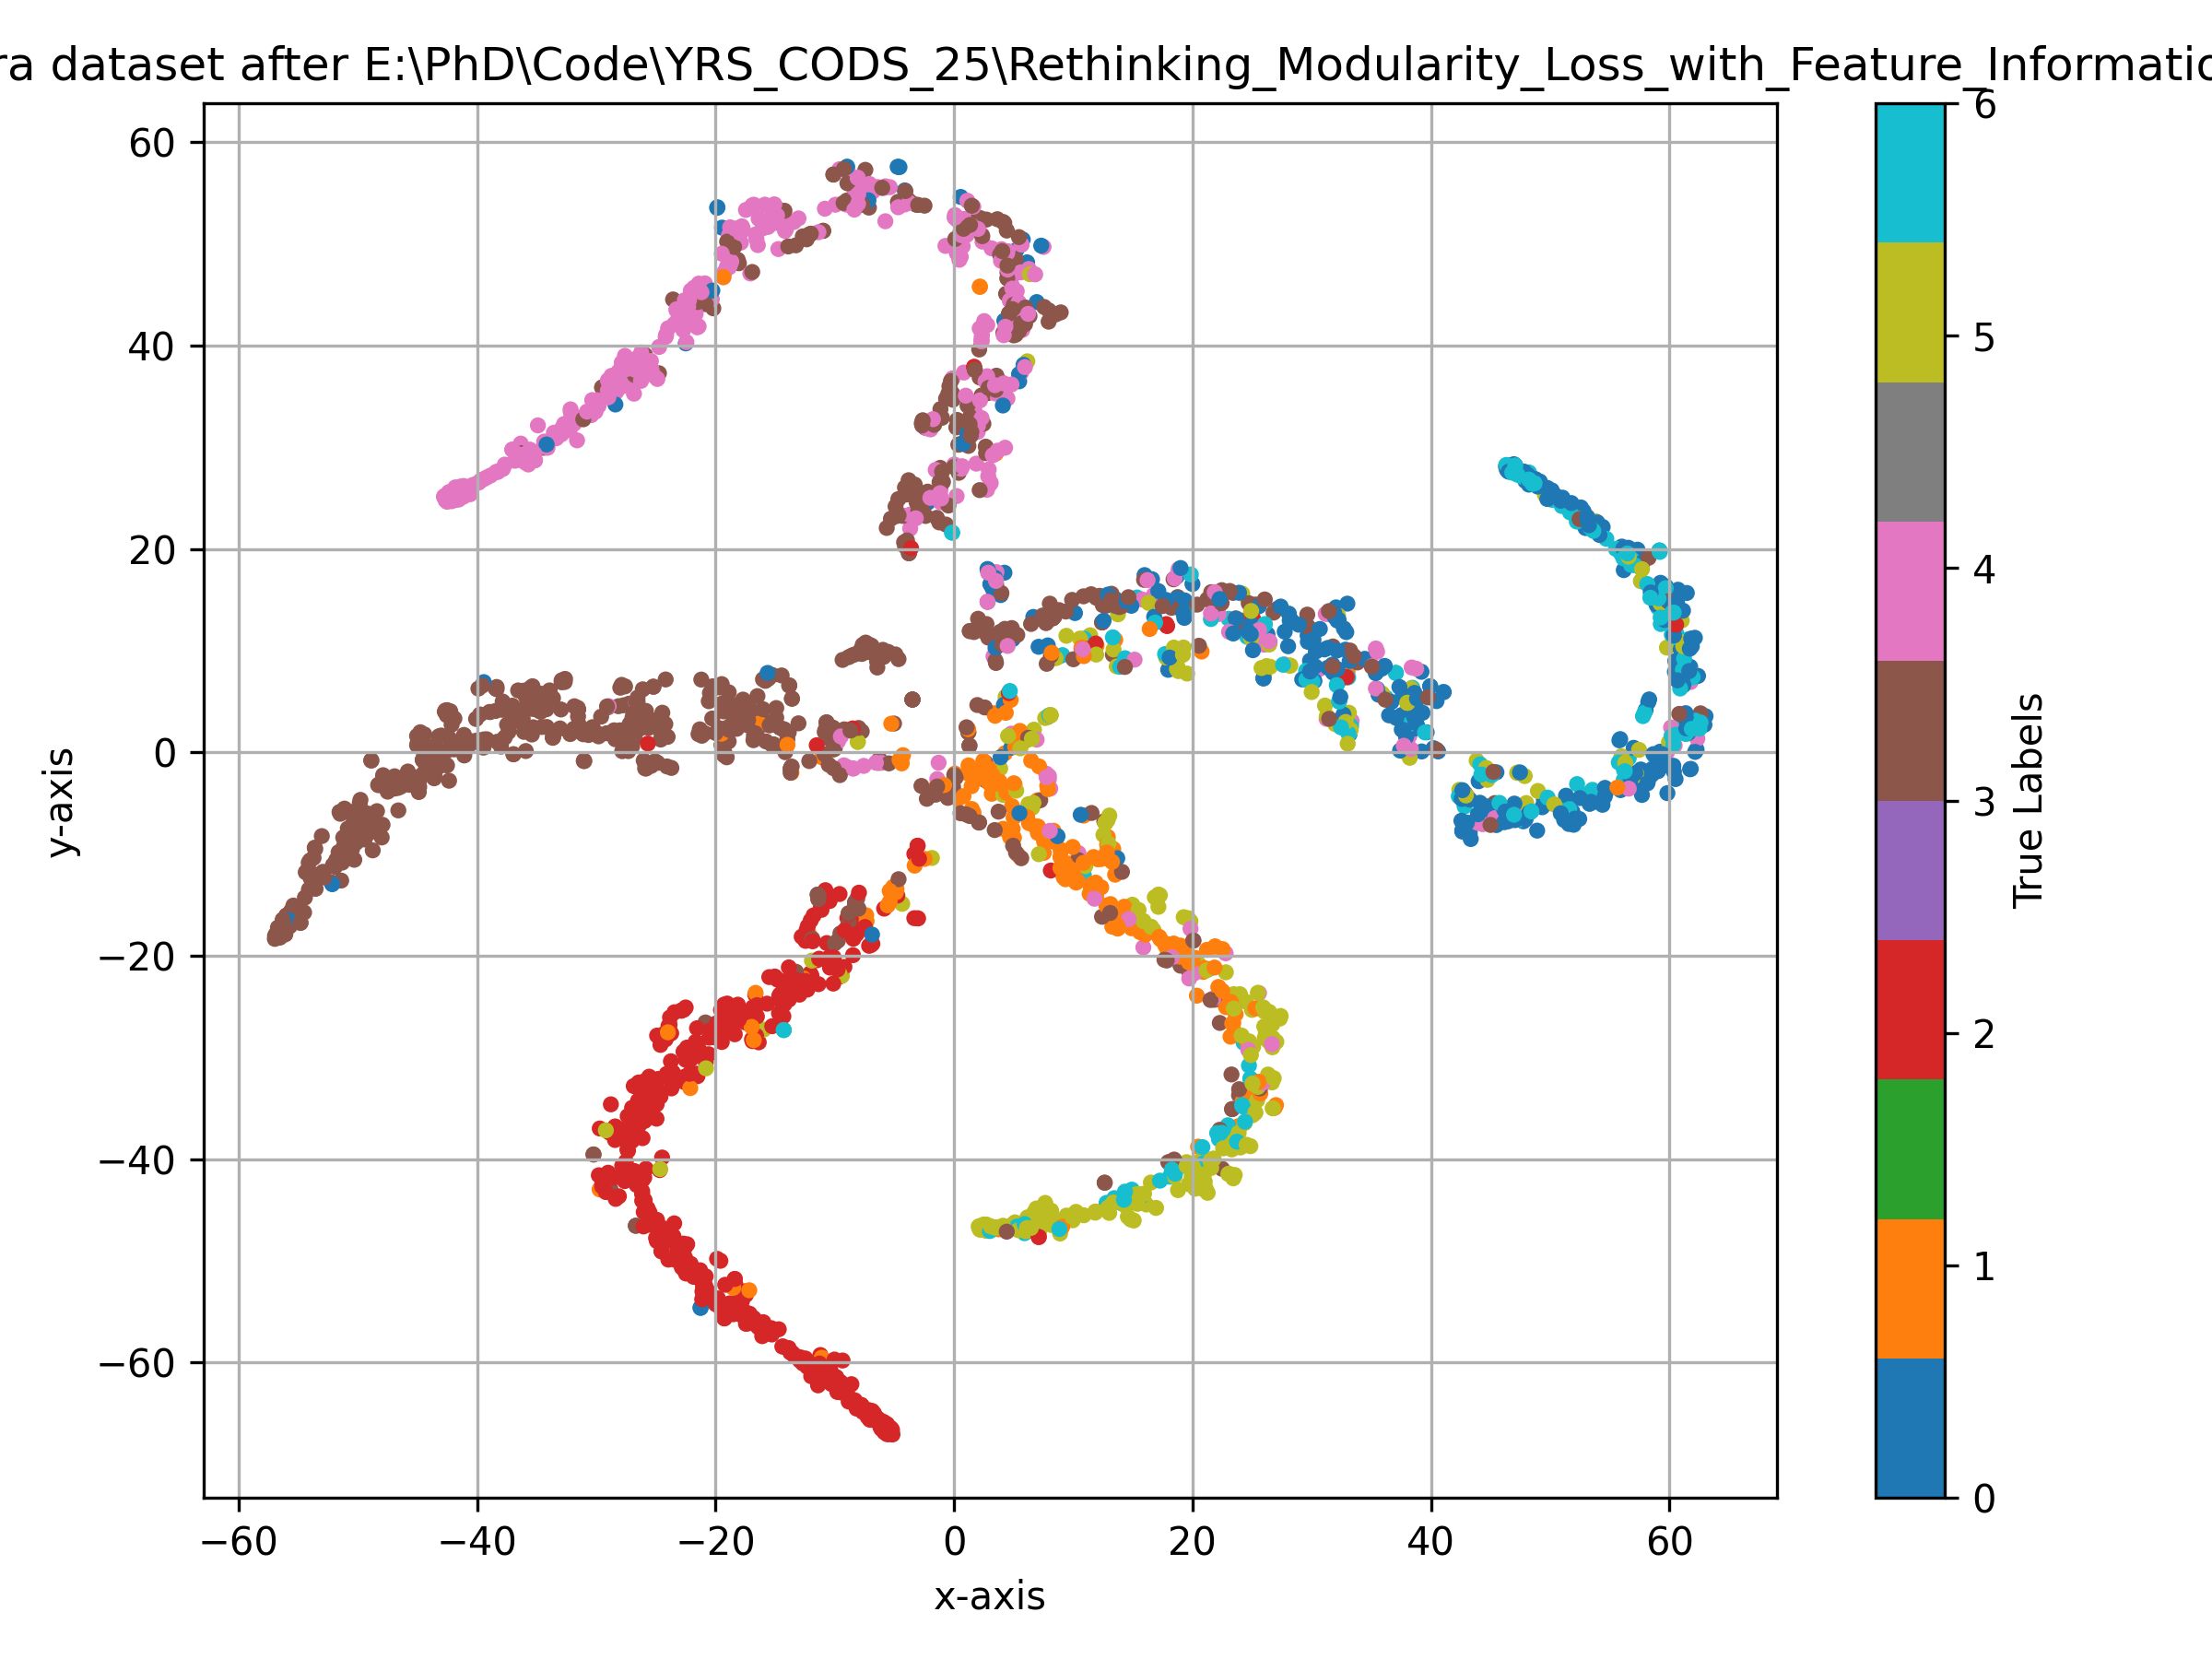 ra dataset after E:\PhD\Code\YRS_CODS_25\Rethinking_Modularity_Loss_with_Feature_Informatio
60
40
20
0
−20
−40
−60
y-axis
−60 −40 −20 0 20 40 60
x-axis
6
5
4
3
2
1
0
True Labels